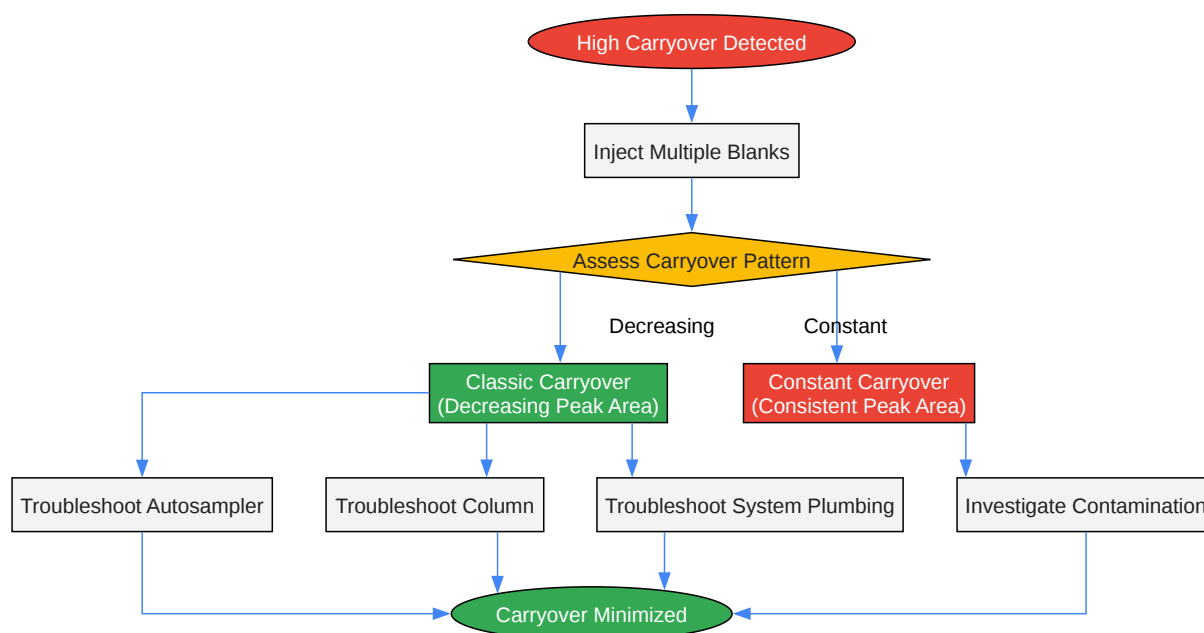 High Carryover Detected
Inject Multiple Blanks
Assess Carryover Pattern
Decreasing
Constant
Classic Carryover
(Decreasing Peak Area)
Constant Carryover
(Consistent Peak Area)
Troubleshoot Autosampler
Troubleshoot Column
Troubleshoot System Plumbing
Investigate Contamination
Carryover Minimized